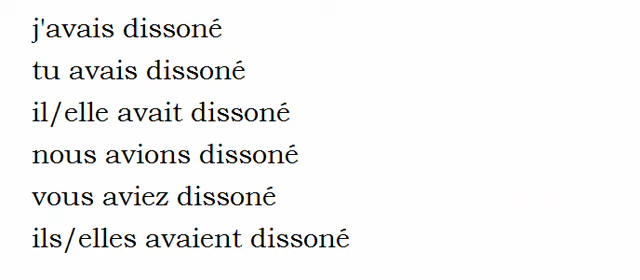 j'avais dissoné
tu avais dissoné
il/elle avait dissoné
nous avions dissoné
vous aviez dissoné
ils/elles avaient dissoné